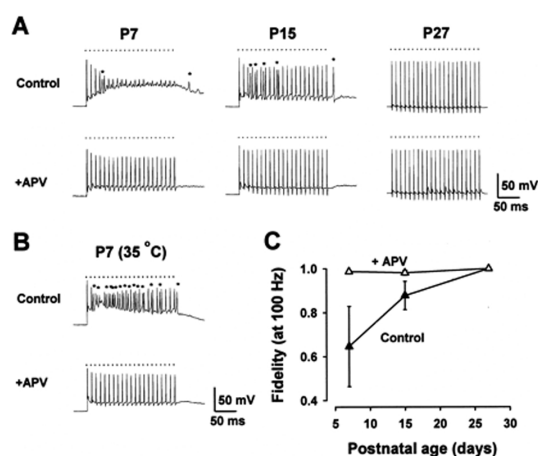 A
P7 P15 P27
Control
+APV
50 mV
50 ms
B
P7 (35 °C)
Control
+APV
50 mV
50 ms
C
Fidelity (at 100 Hz)
1.0
0.8
0.6
0.4
+ APV
Control
5 10 15 20 25 30
Postnatal age (days)